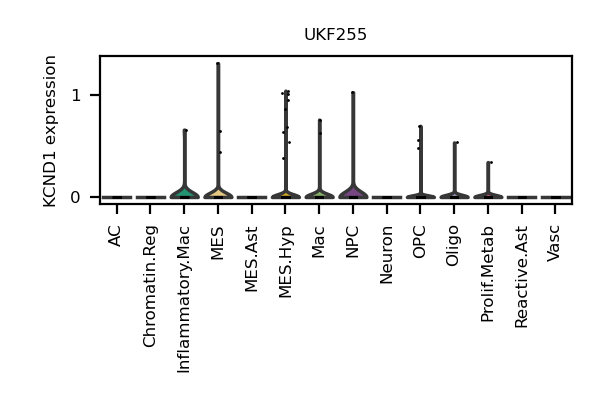 UKF255
KCND1 expression
1
0
AC
Chromatin.Reg
Inflammatory.Mac
MES
MES.Ast
MES.Hyp
Mac
NPC
Neuron
OPC
Oligo
Prolif.Metab
Reactive.Ast
Vasc